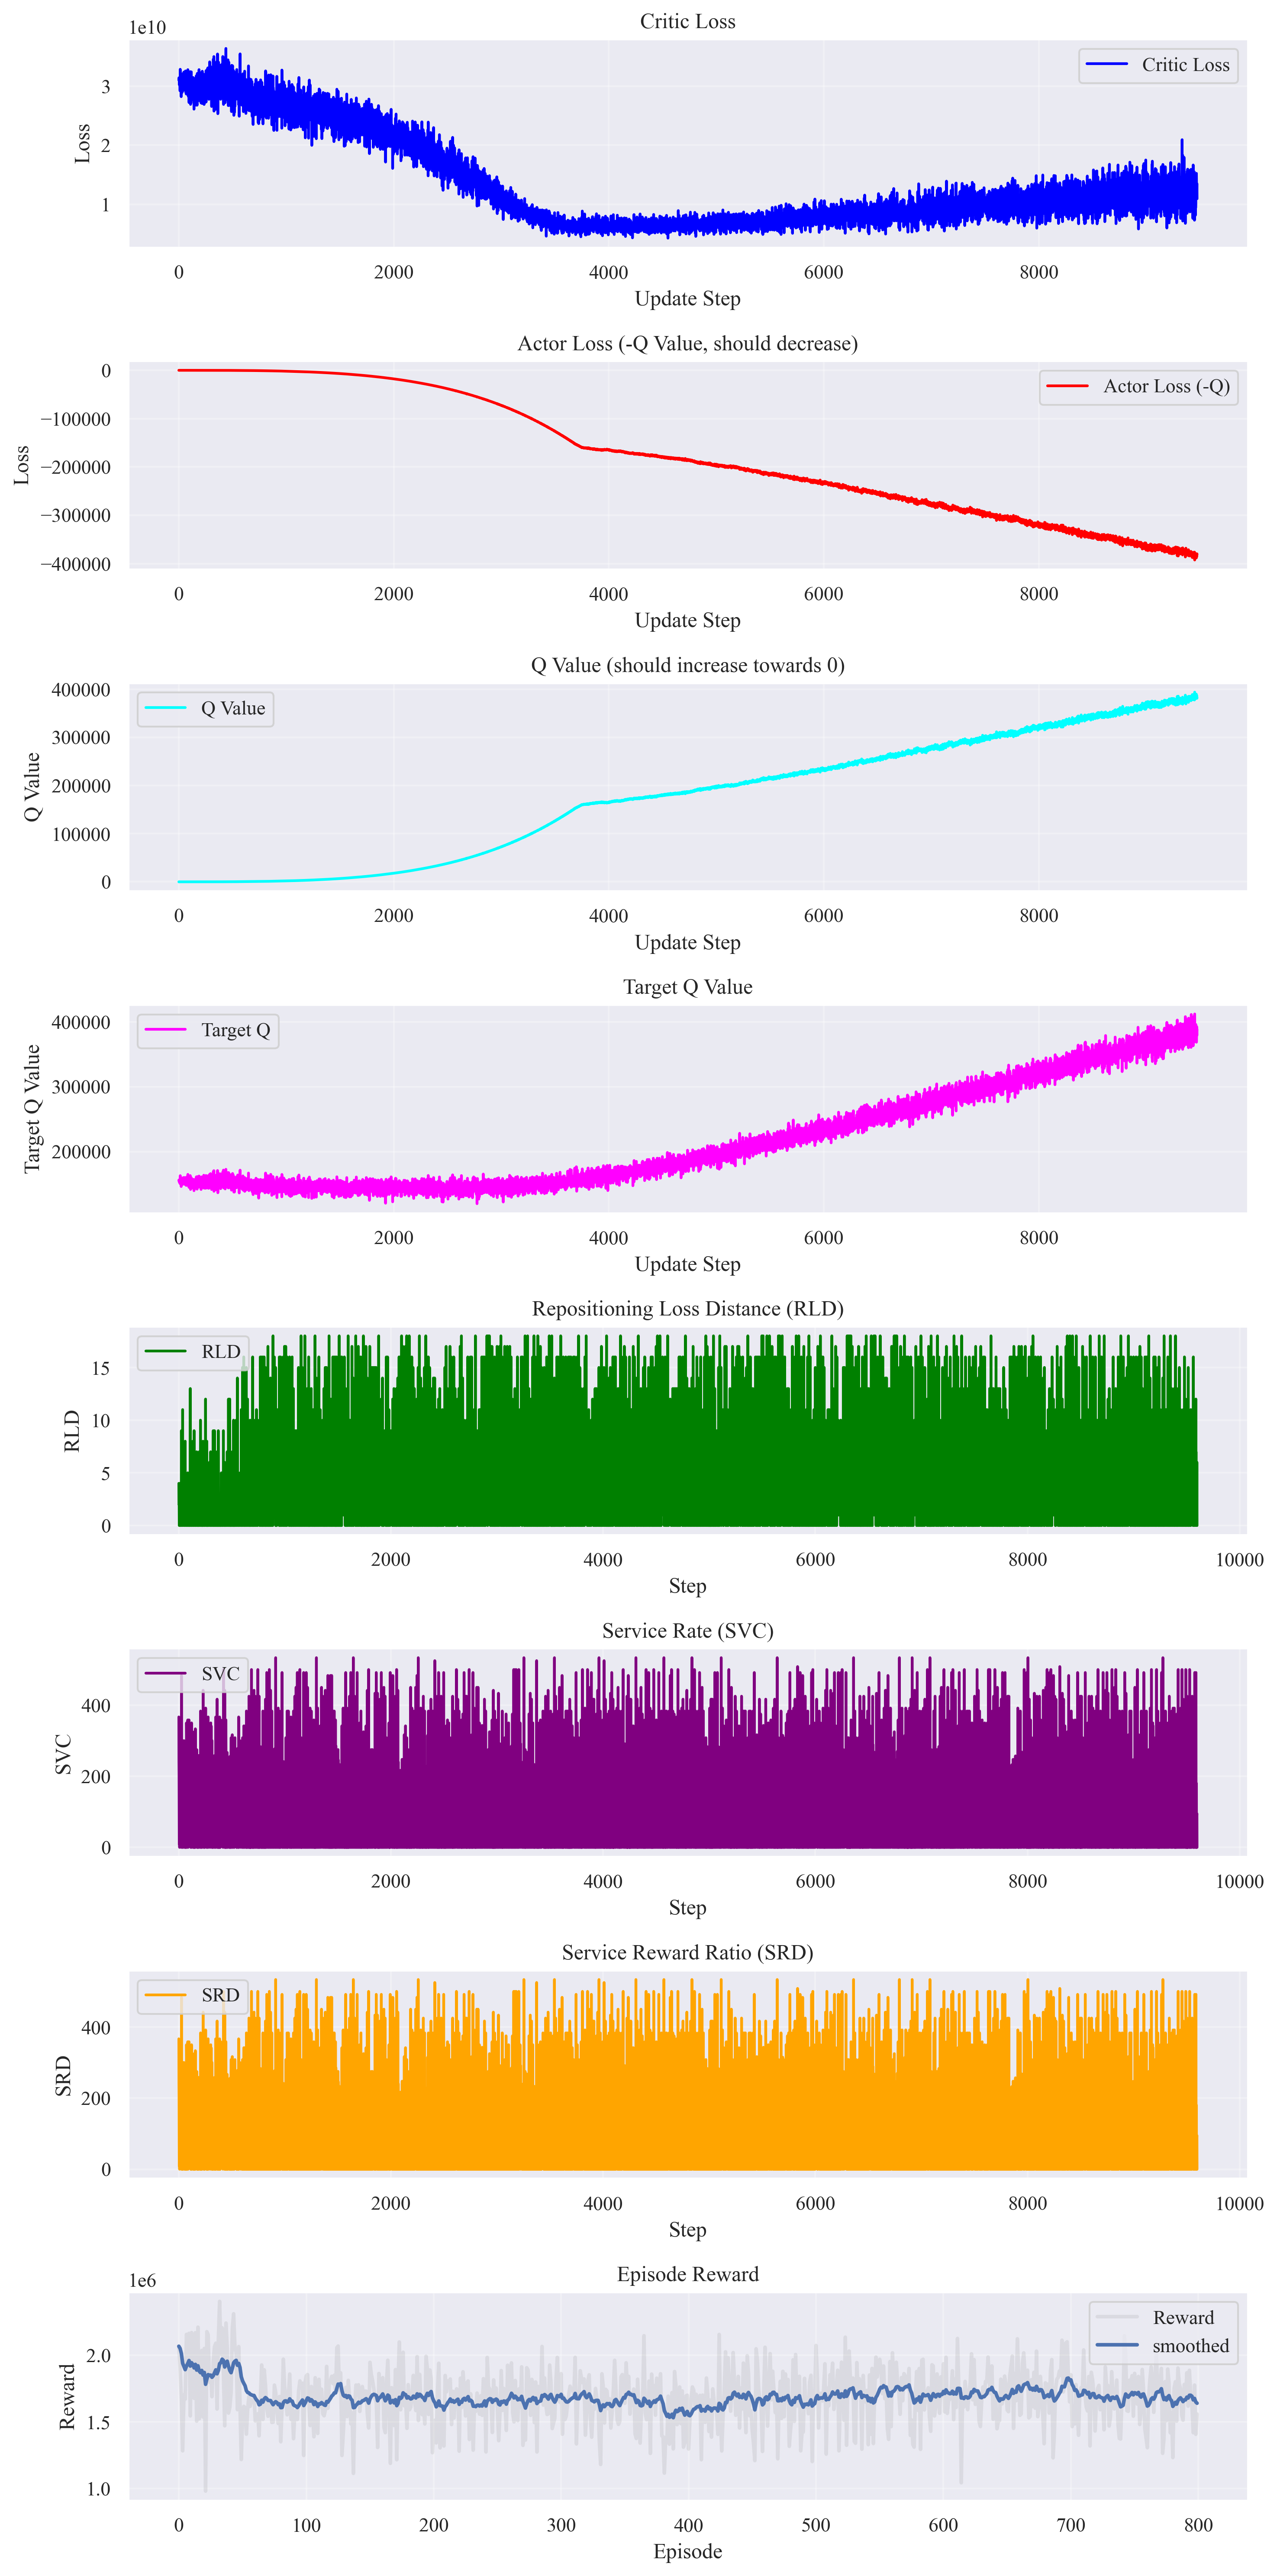 Critic Loss
1e10
Critic Loss
3
2
1
Loss
0 2000 4000 6000 8000
Update Step
Actor Loss (-Q Value, should decrease)
Actor Loss (-Q)
0
−100000
−200000
−300000
−400000
Loss
0 2000 4000 6000 8000
Update Step
Q Value (should increase towards 0)
Q Value
400000
300000
200000
100000
0
Q Value
0 2000 4000 6000 8000
Update Step
Target Q Value
Target Q
400000
300000
200000
Target Q Value
0 2000 4000 6000 8000
Update Step
Repositioning Loss Distance (RLD)
RLD
15
10
5
0
RLD
0 2000 4000 6000 8000 10000
Step
Service Rate (SVC)
SVC
400
200
0
SVC
0 2000 4000 6000 8000 10000
Step
Service Reward Ratio (SRD)
SRD
400
200
0
SRD
0 2000 4000 6000 8000 10000
Step
Episode Reward
1e6
Reward
smoothed
2.0
1.5
1.0
Reward
0 100 200 300 400 500 600 700 800
Episode